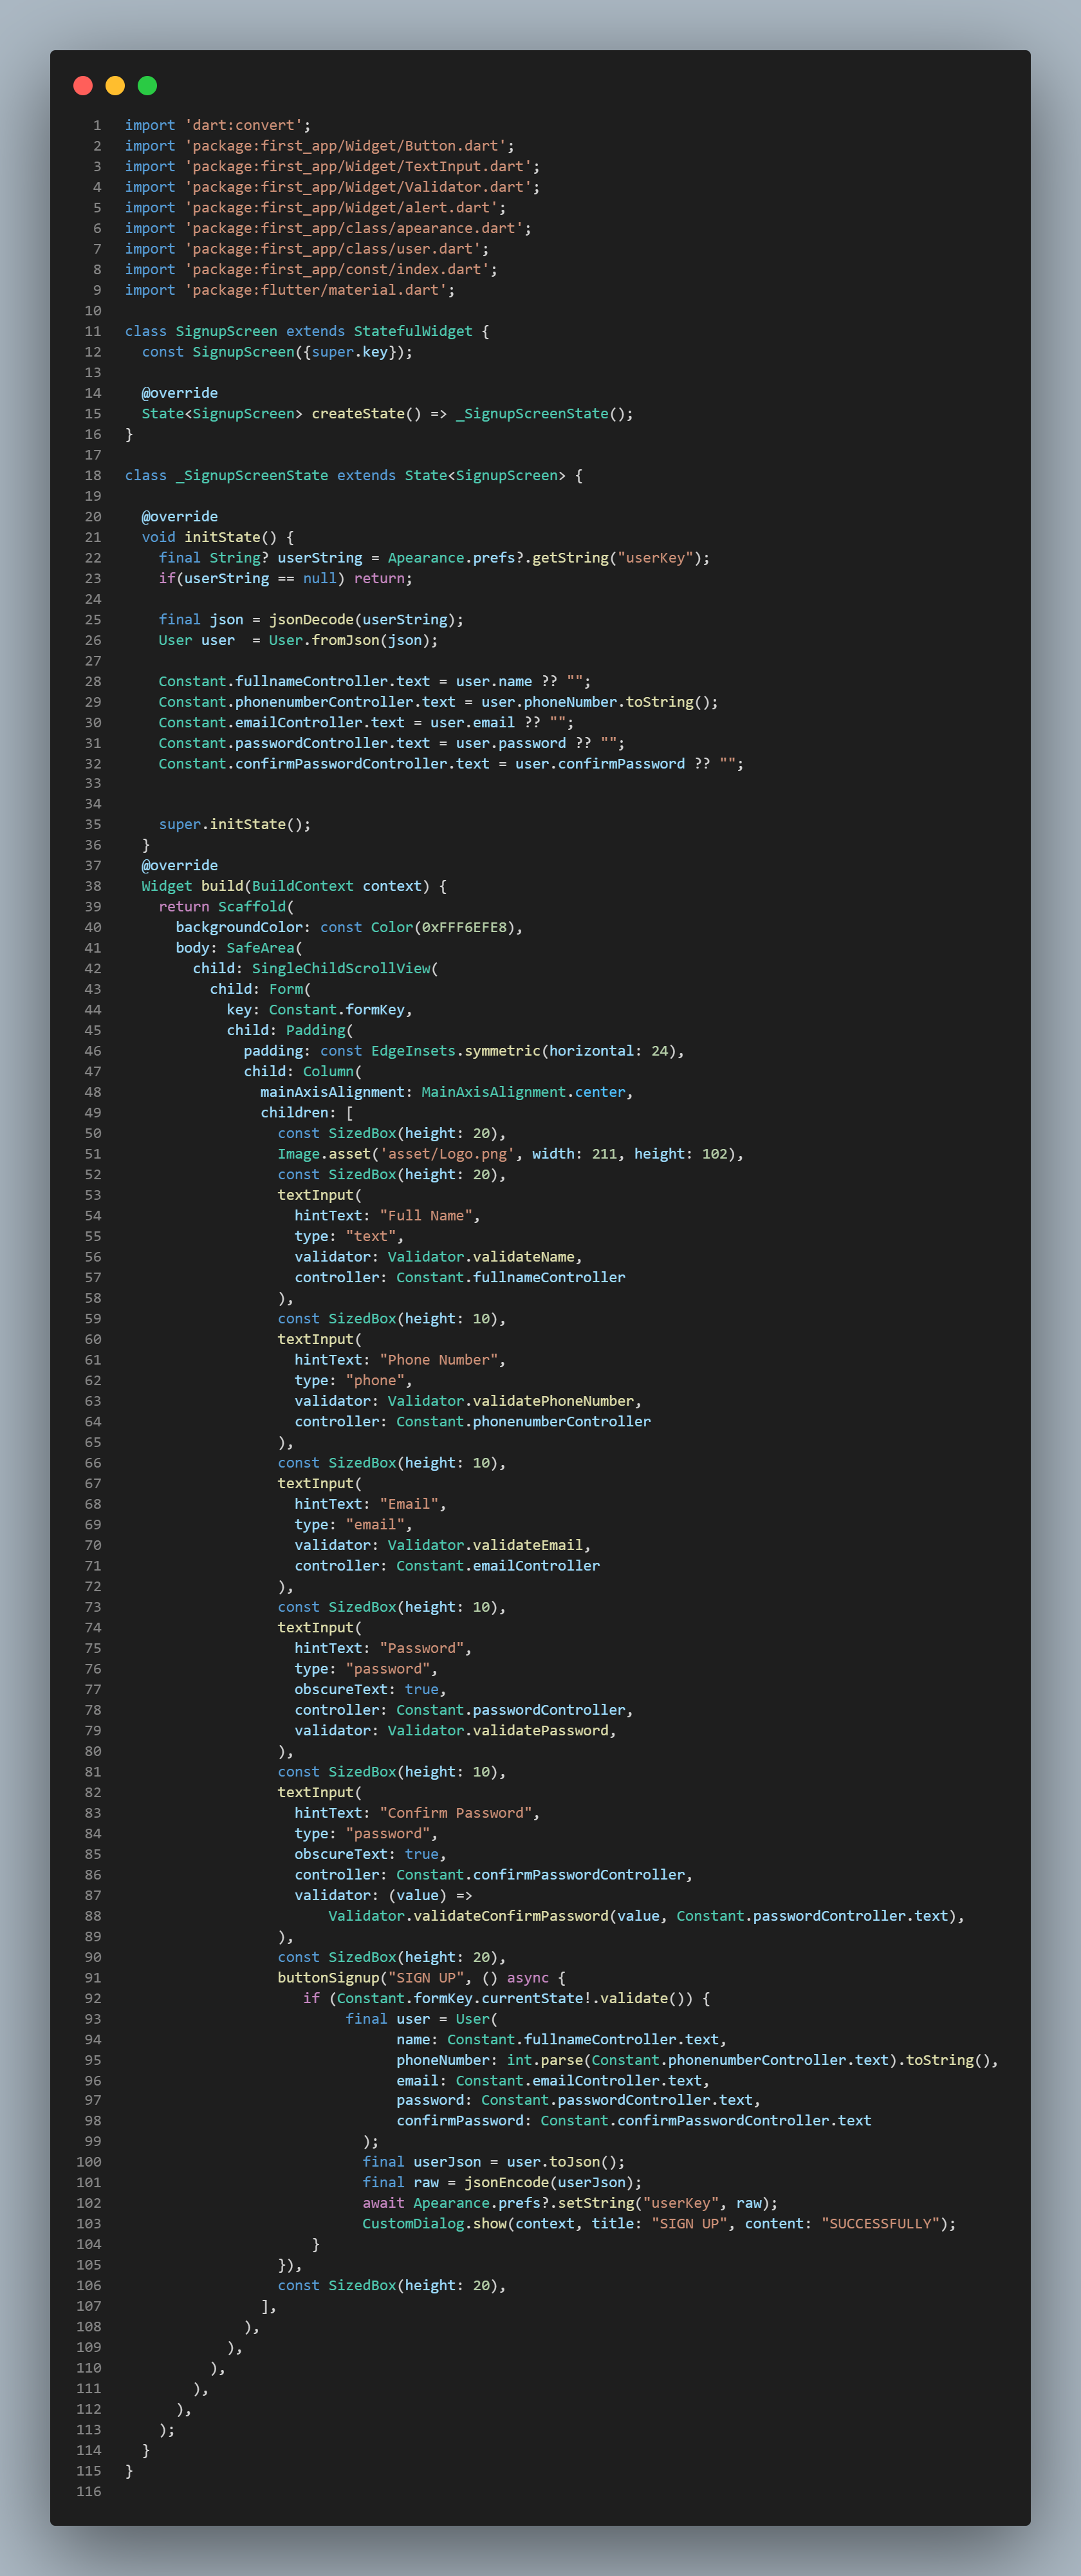 1 import 'dart:convert';
2 import 'package:first_app/Widget/Button.dart';
3 import 'package:first_app/Widget/TextInput.dart';
4 import 'package:first_app/Widget/Validator.dart';
5 import 'package:first_app/Widget/alert.dart';
6 import 'package:first_app/class/apearance.dart';
7 import 'package:first_app/class/user.dart';
8 import 'package:first_app/const/index.dart';
9 import 'package:flutter/material.dart';
10
11 class SignupScreen extends StatefulWidget {
12   const SignupScreen({super.key});
13
14   @override
15   State<SignupScreen> createState() => _SignupScreenState();
16 }
17
18 class _SignupScreenState extends State<SignupScreen> {
19
20   @override
21   void initState() {
22     final String? userString = Apearance.prefs?.getString("userKey");
23     if(userString == null) return;
24
25     final json = jsonDecode(userString);
26     User user  = User.fromJson(json);
27
28     Constant.fullnameController.text = user.name ?? "";
29     Constant.phonenumberController.text = user.phoneNumber.toString();
30     Constant.emailController.text = user.email ?? "";
31     Constant.passwordController.text = user.password ?? "";
32     Constant.confirmPasswordController.text = user.confirmPassword ?? "";
33
34
35     super.initState();
36   }
37   @override
38   Widget build(BuildContext context) {
39     return Scaffold(
40       backgroundColor: const Color(0xFFF6EFE8),
41       body: SafeArea(
42         child: SingleChildScrollView(
43           child: Form(
44             key: Constant.formKey,
45             child: Padding(
46               padding: const EdgeInsets.symmetric(horizontal: 24),
47               child: Column(
48                 mainAxisAlignment: MainAxisAlignment.center,
49                 children: [
50                   const SizedBox(height: 20),
51                   Image.asset('asset/Logo.png', width: 211, height: 102),
52                   const SizedBox(height: 20),
53                   textInput(
54                     hintText: "Full Name",
55                     type: "text",
56                     validator: Validator.validateName,
57                     controller: Constant.fullnameController
58                   ),
59                   const SizedBox(height: 10),
60                   textInput(
61                     hintText: "Phone Number",
62                     type: "phone",
63                     validator: Validator.validatePhoneNumber,
64                     controller: Constant.phonenumberController
65                   ),
66                   const SizedBox(height: 10),
67                   textInput(
68                     hintText: "Email",
69                     type: "email",
70                     validator: Validator.validateEmail,
71                     controller: Constant.emailController
72                   ),
73                   const SizedBox(height: 10),
74                   textInput(
75                     hintText: "Password",
76                     type: "password",
77                     obscureText: true,
78                     controller: Constant.passwordController,
79                     validator: Validator.validatePassword,
80                   ),
81                   const SizedBox(height: 10),
82                   textInput(
83                     hintText: "Confirm Password",
84                     type: "password",
85                     obscureText: true,
86                     controller: Constant.confirmPasswordController,
87                     validator: (value) =>
88                         Validator.validateConfirmPassword(value, Constant.passwordController.text),
89                   ),
90                   const SizedBox(height: 20),
91                   buttonSignup("SIGN UP", () async {
92                      if (Constant.formKey.currentState!.validate()) {
93                           final user = User(
94                                 name: Constant.fullnameController.text,
95                                 phoneNumber: int.parse(Constant.phonenumberController.text).toString(),
96                                 email: Constant.emailController.text,
97                                 password: Constant.passwordController.text,
98                                 confirmPassword: Constant.confirmPasswordController.text
99                             );
100                             final userJson = user.toJson();
101                             final raw = jsonEncode(userJson);
102                             await Apearance.prefs?.setString("userKey", raw);
103                             CustomDialog.show(context, title: "SIGN UP", content: "SUCCESSFULLY");
104                       }
105                   }),
106                   const SizedBox(height: 20),
107                 ],
108               ),
109             ),
110           ),
111         ),
112       ),
113     );
114   }
115 }
116